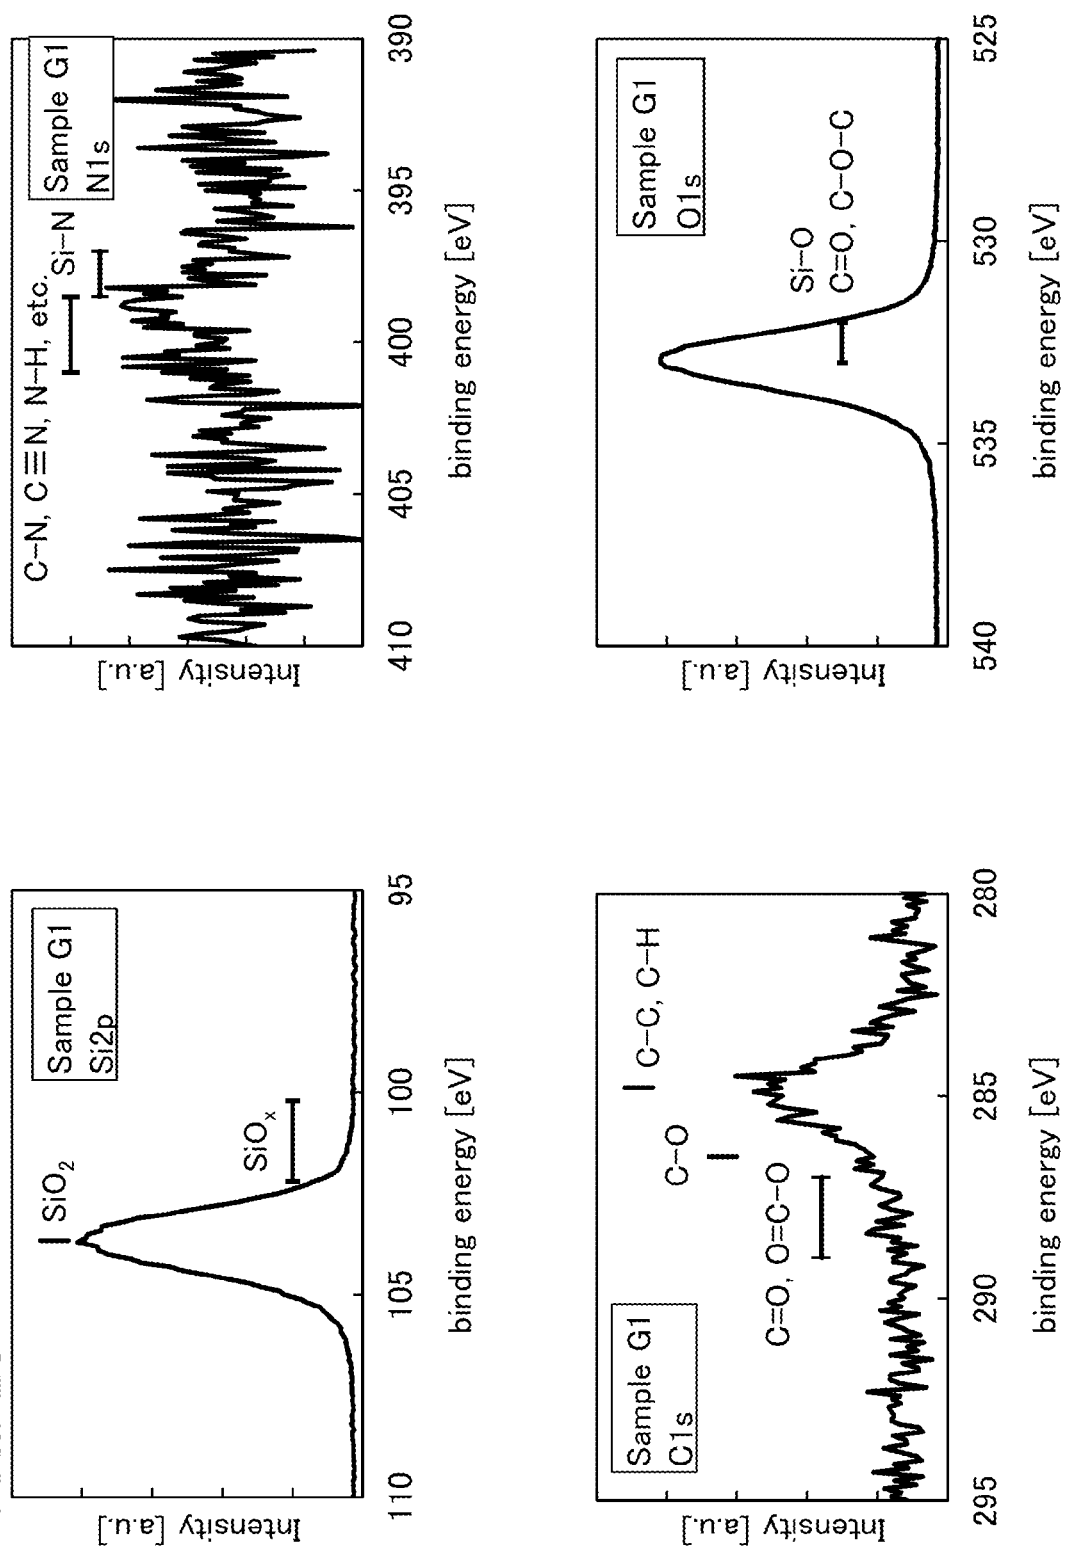 Sample G1
Si2p
SiO₂
SiOₓ
Intensity [a.u.]
110
105
100
95
binding energy [eV]
Sample G1
N1s
C−N, C≡N, N−H, etc.
Si−N
Intensity [a.u.]
410
405
400
395
390
binding energy [eV]
Sample G1
C1s
C=O, O=C−O
C−O
C−C, C−H
Intensity [a.u.]
295
290
285
280
binding energy [eV]
Sample G1
O1s
Si−O
C=O, C−O−C
Intensity [a.u.]
540
535
530
525
binding energy [eV]